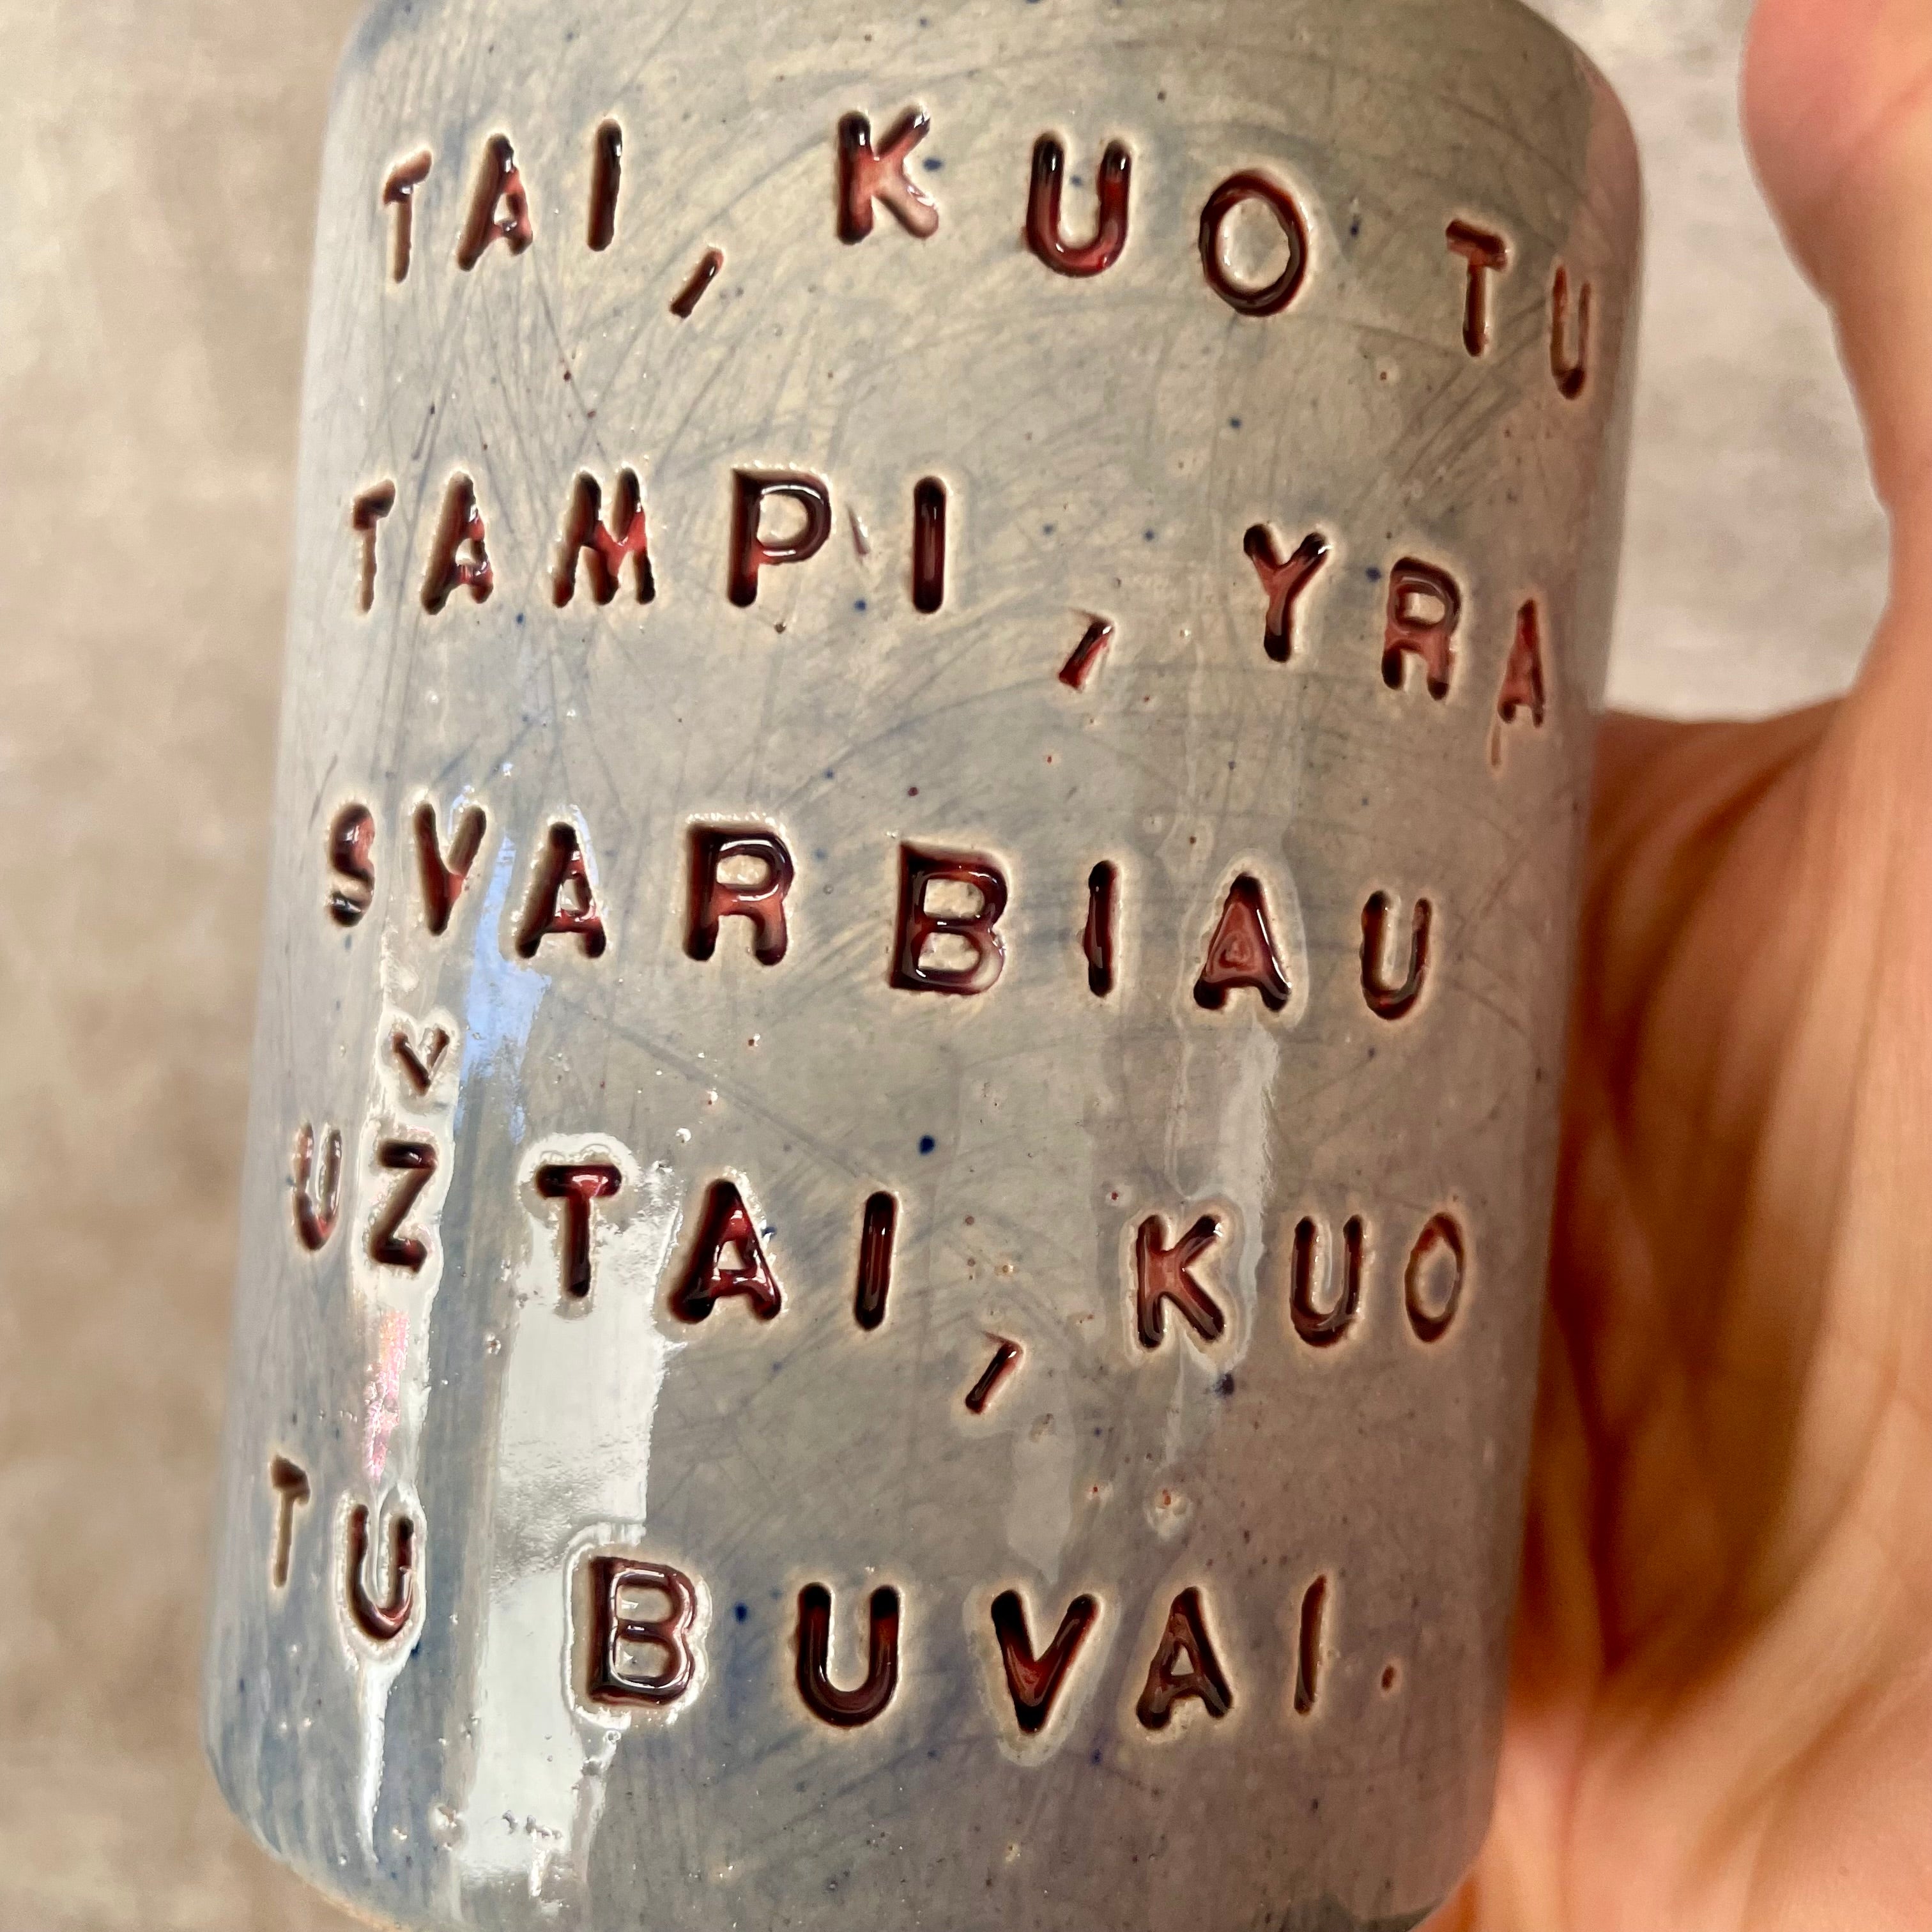 TAI, KUO TU
TAMPI, YRA
SVARBIAU
UŽ TAI, KUO
TU BUVAI.